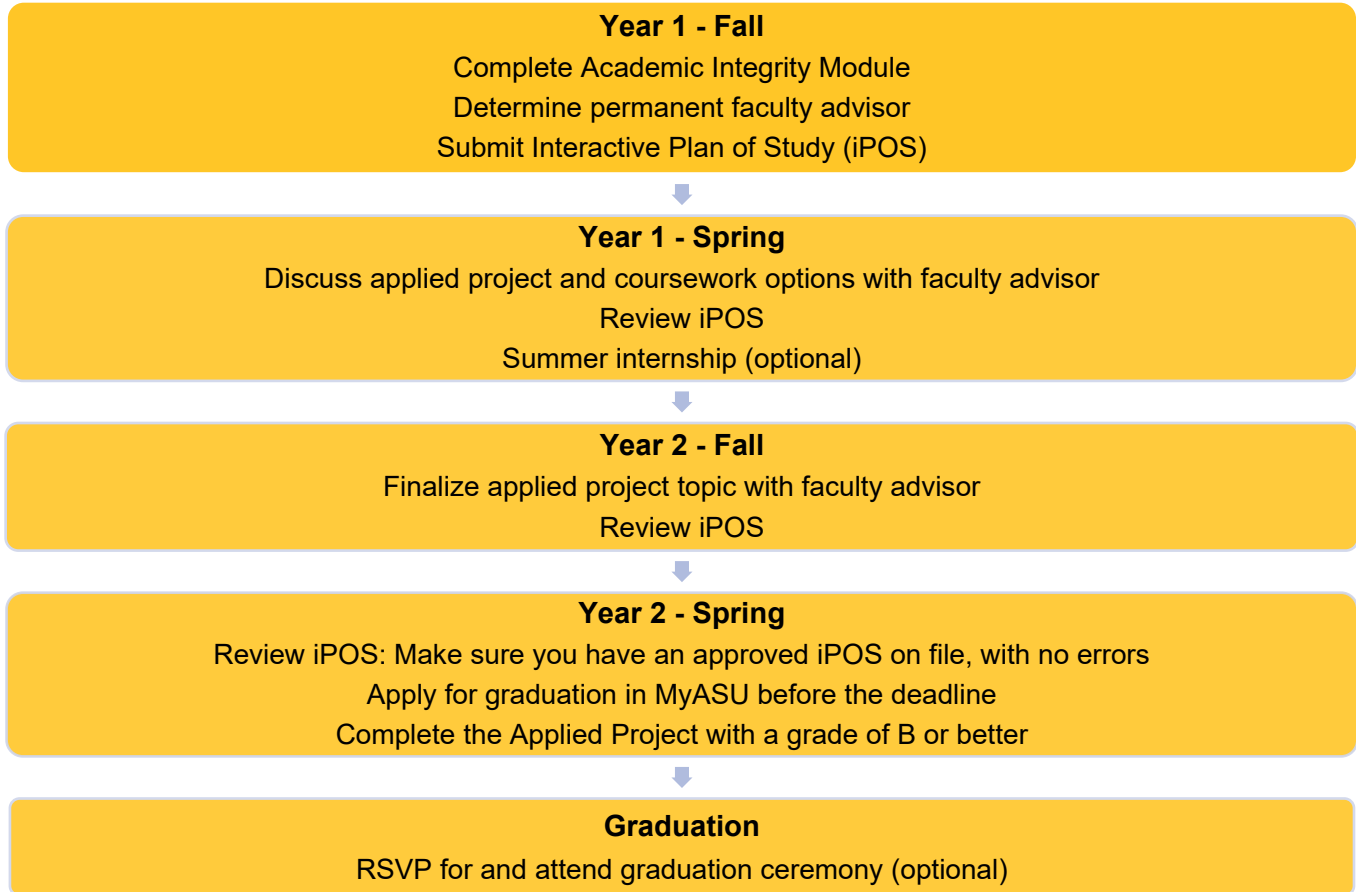 Year 1 - Fall
Complete Academic Integrity Module
Determine permanent faculty advisor
Submit Interactive Plan of Study (iPOS)
Year 1 - Spring
Discuss applied project and coursework options with faculty advisor
Review iPOS
Summer internship (optional)
Year 2 - Fall
Finalize applied project topic with faculty advisor
Review iPOS
Year 2 - Spring
Review iPOS: Make sure you have an approved iPOS on file, with no errors
Apply for graduation in MyASU before the deadline
Complete the Applied Project with a grade of B or better
Graduation
RSVP for and attend graduation ceremony (optional)